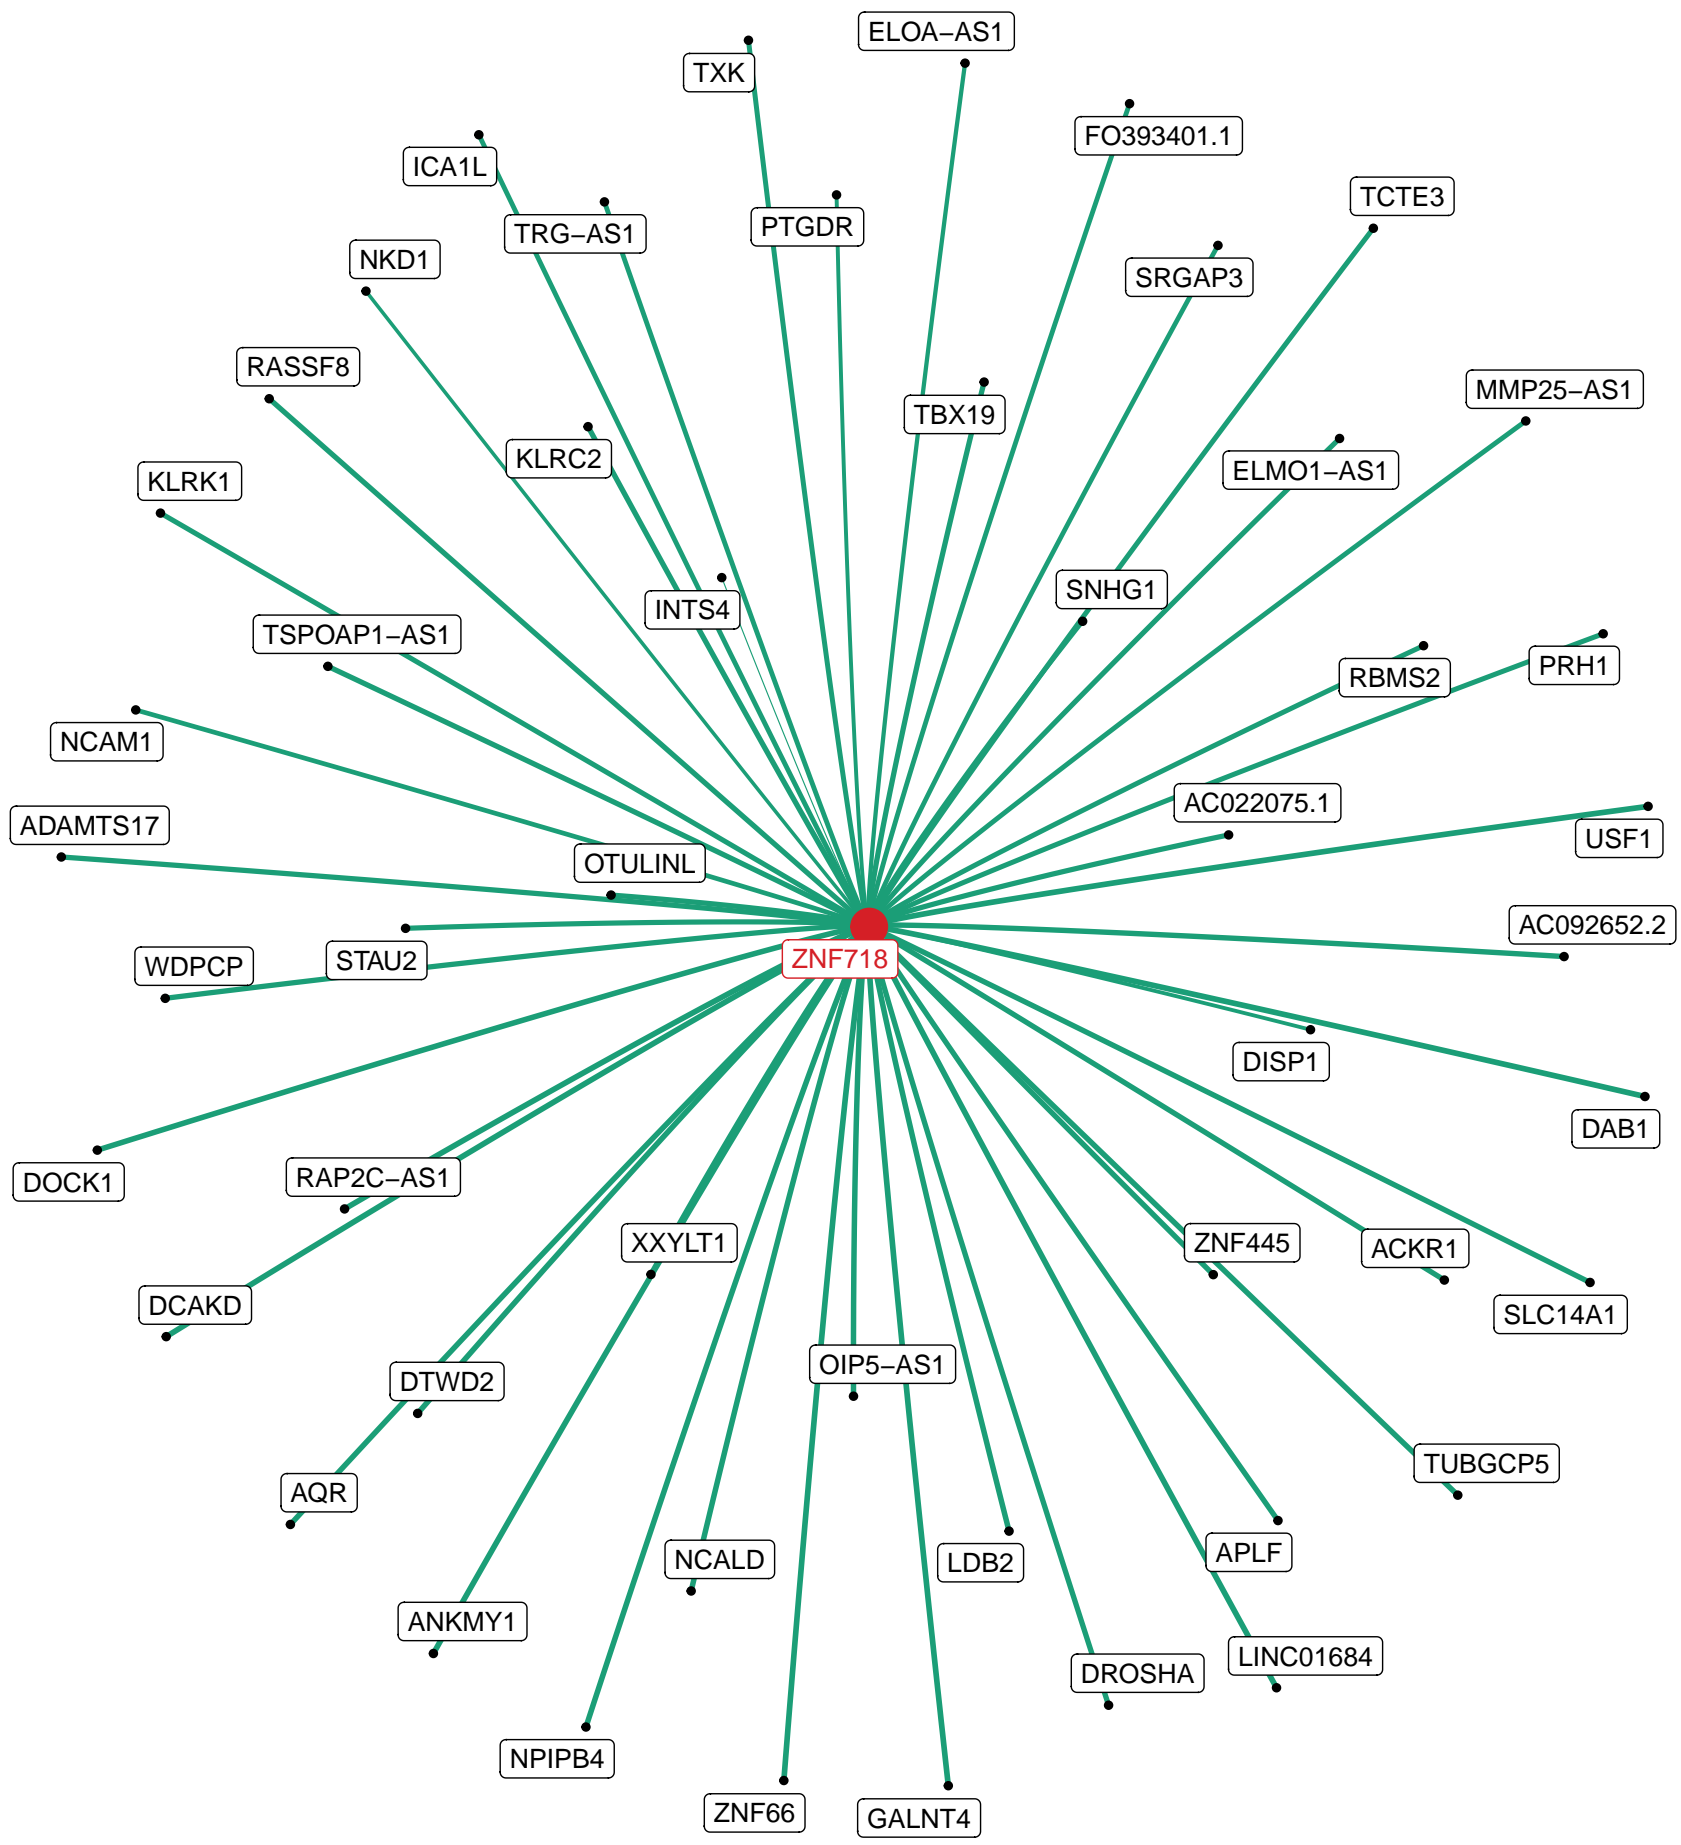 ELOA−AS1
TXK
FO393401.1
ICA1L
TCTE3
PTGDR
TRG−AS1
NKD1
SRGAP3
RASSF8
MMP25−AS1
TBX19
KLRC2
ELMO1−AS1
KLRK1
SNHG1
INTS4
TSPOAP1−AS1
PRH1
RBMS2
NCAM1
AC022075.1
ADAMTS17
USF1
OTULINL
AC092652.2
ZNF718
STAU2
WDPCP
DISP1
DAB1
RAP2C−AS1
DOCK1
XXYLT1
ZNF445
ACKR1
DCAKD
SLC14A1
OIP5−AS1
DTWD2
TUBGCP5
AQR
APLF
NCALD
LDB2
ANKMY1
LINC01684
DROSHA
NPIPB4
ZNF66
GALNT4